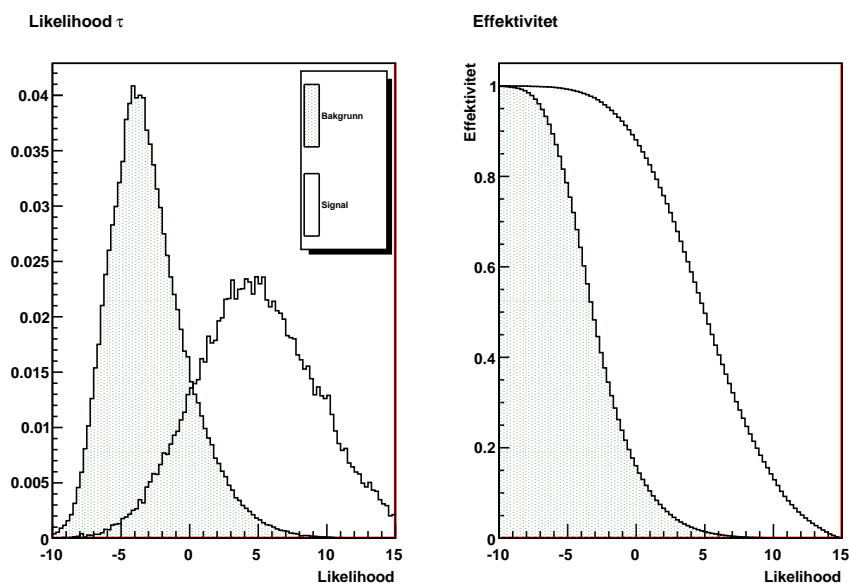 Likelihood τ
0.04
0.035
0.03
0.025
0.02
0.015
0.01
0.005
0
-10 -5 0 5 10 15
Likelihood
Bakgrunn
Signal
Effektivitet
Effektivitet
1
0.8
0.6
0.4
0.2
0
-10 -5 0 5 10 15
Likelihood